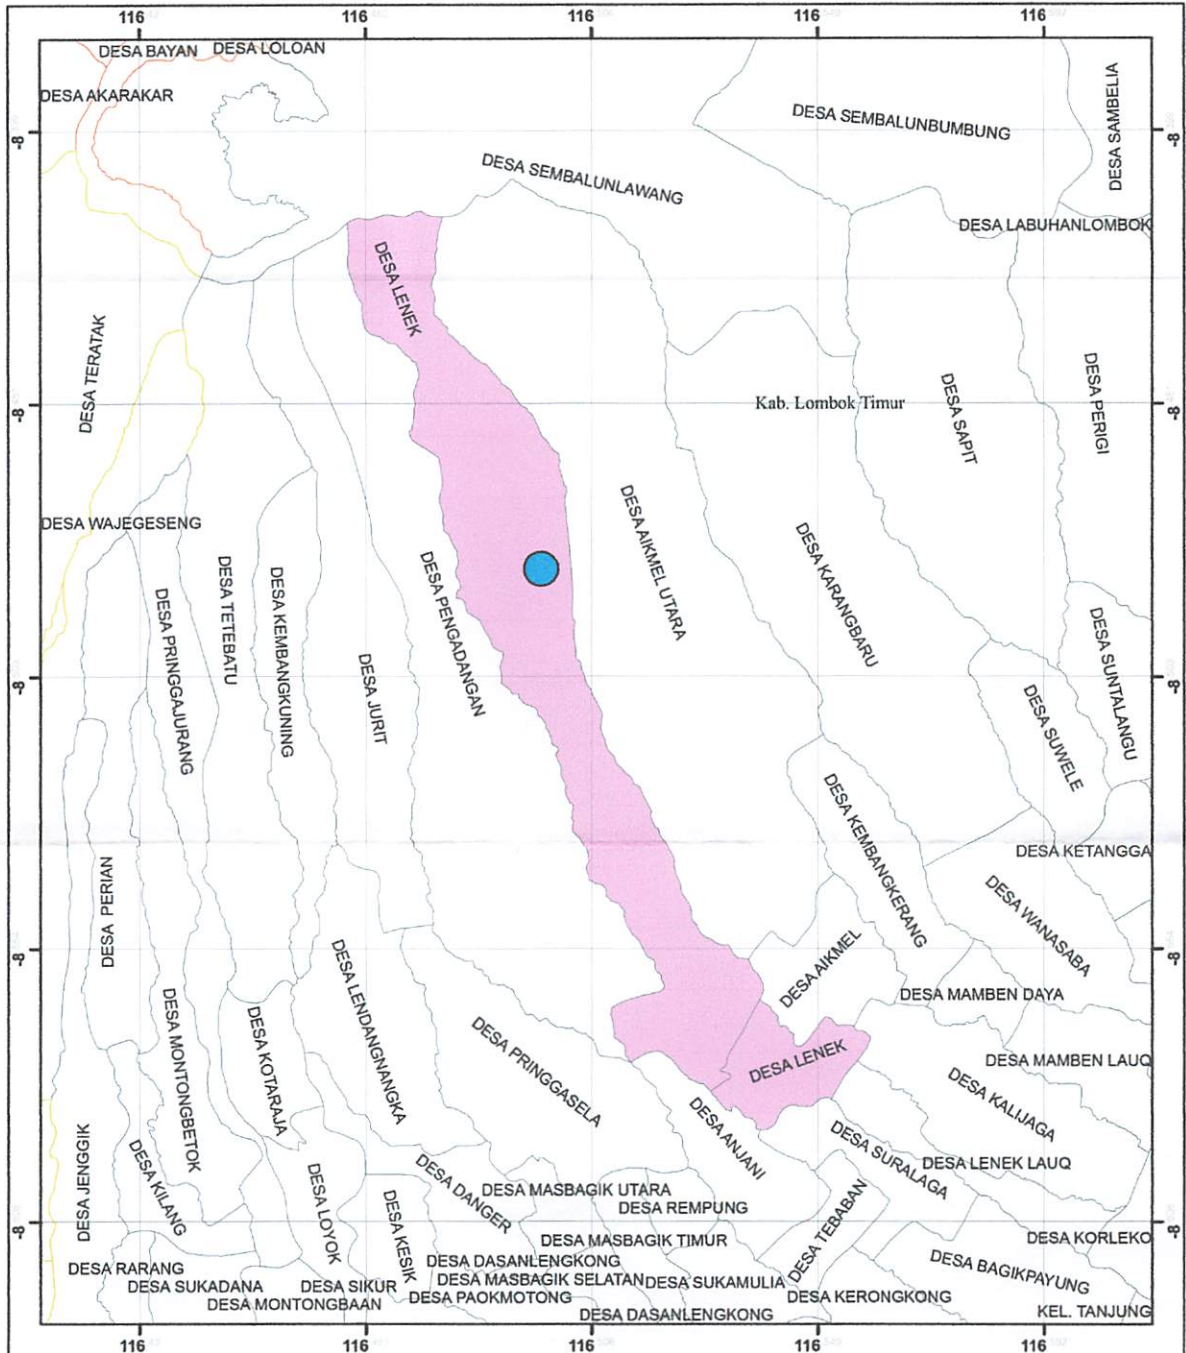 116 116 116 116 116
DESA BAYAN DESA LOLOAN
DESA AKARAKAR
DESA SEMBALUNBUMBUNG
DESA SAMBELIA
-8 -8
DESA SEMBALUNLAWANG
DESA LABUHANLOMBOK
DESA LENEK
DESA TERATAK
DESA PERIGI
DESA SAPIT
Kab. Lombok Timur
-8 -8
DESA WAJEGESENG
DESA AIKMEL UTARA
DESA KARANGBARU
DESA PENGADANGAN
DESA TETEBATU
DESA KEMBANGKUNING
DESA PRINGGAJURANG
DESA JURIT
DESA SUNTALANGU
DESA SUWELE
-8 -8
DESA KEMBANGKERANG
DESA KETANGGA
DESA PERIAN
DESA WANASABA
DESA AIKMEL
-8 -8
DESA LENDANGNANGKA
DESA MAMBEN DAYA
DESA MONTONGBETOK
DESA KOTARAJA
DESA PRINGGASELA
DESA LENEK
DESA MAMBEN LAUQ
DESA KALIJAGA
DESA ANJANI
DESA JENGGIK
DESA KILANG
DESA SURALAGA
DESA LENEK LAUQ
DESA LOYOK
DESA DANGER
DESA MASBAGIK UTARA
DESA KESIK
DESA REMPUNG
DESA TEBABAN
-8 -8
DESA MASBAGIK TIMUR
DESA KORLEKO
DESA RARANG
DESA DASANLENGKONG
DESA BAGIKPAYUNG
DESA SUKADANA DESA SIKUR DESA MASBAGIK SELATAN DESA SUKAMULIA
DESA MONTONGBAAN DESA PAOKMOTONG DESA KERONGKONG
DESA DASANLENGKONG KEL. TANJUNG
116 116 116 116 116